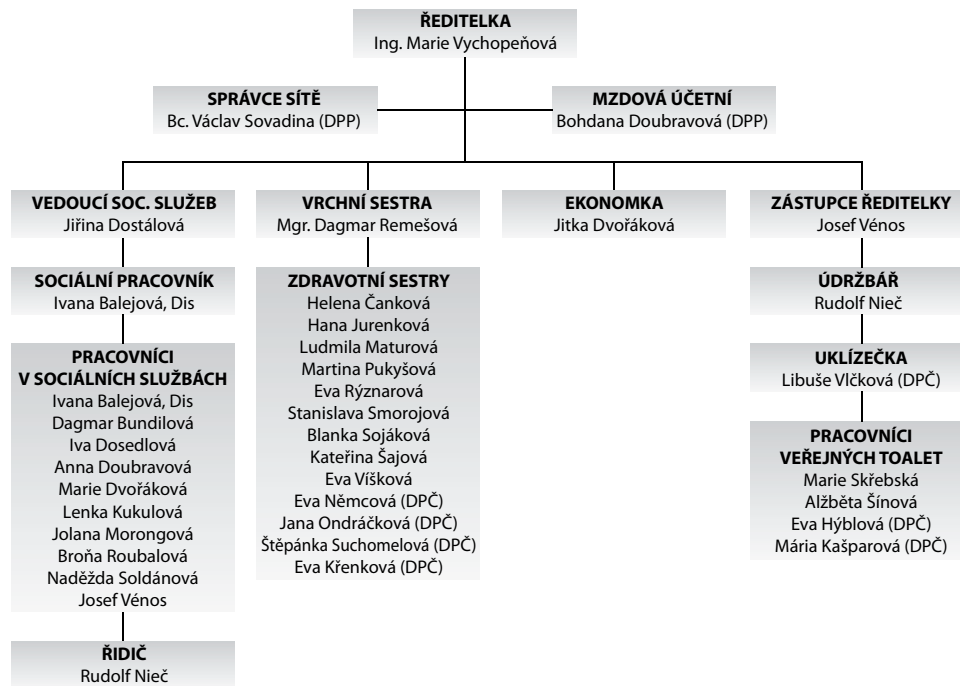 ŘEDITELKA
Ing. Marie Vychopeňová
SPRÁVCE SÍTĚ
Bc. Václav Sovadina (DPP)
MZDOVÁ ÚČETNÍ
Bohdana Doubravová (DPP)
VEDOUCÍ SOC. SLUŽEB
Jiřina Dostálová
VRCHNÍ SESTRA
Mgr. Dagmar Remešová
EKONOMKA
Jitka Dvořáková
ZÁSTUPCE ŘEDITELKY
Josef Vénos
SOCIÁLNÍ PRACOVNÍK
Ivana Balejová, Dis
PRACOVNÍCI
V SOCIÁLNÍCH SLUŽBÁCH
Ivana Balejová, Dis
Dagmar Bundilová
Iva Dosedlová
Anna Doubravová
Marie Dvořáková
Lenka Kukulová
Jolana Morongová
Broňa Roubalová
Naděžda Soldánová
Josef Vénos
ŘIDIČ
Rudolf Nieč
ZDRAVOTNÍ SESTRY
Helena Čanková
Hana Jurenková
Ludmila Maturová
Martina Pukyšová
Eva Rýznarová
Stanislava Smorojová
Blanka Sojáková
Kateřina Šajová
Eva Víšková
Eva Němcová (DPČ)
Jana Ondráčková (DPČ)
Štěpánka Suchomelová (DPČ)
Eva Křenková (DPČ)
ÚDRŽBÁŘ
Rudolf Nieč
UKLÍZEČKA
Libuše Vlčková (DPČ)
PRACOVNÍCI
VEŘEJNÝCH TOALET
Marie Skřebská
Alžběta Šínová
Eva Hýblová (DPČ)
Mária Kašparová (DPČ)